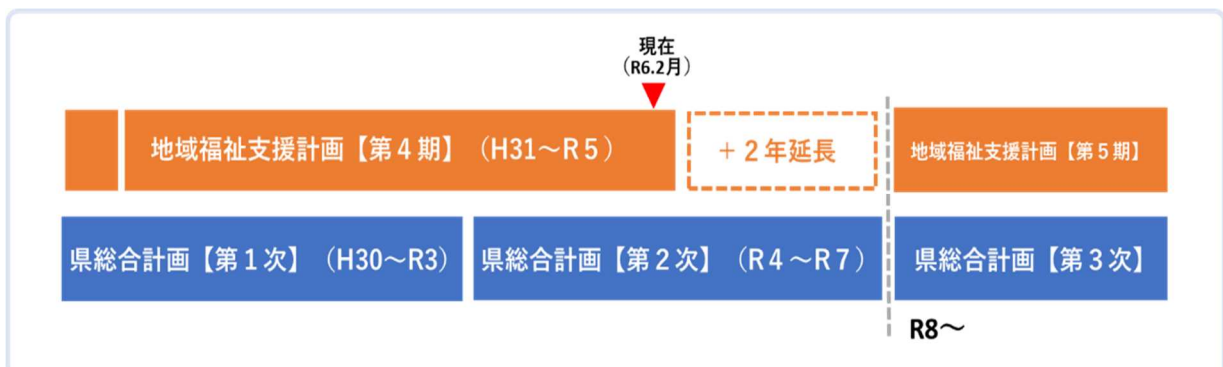 現在
（R6.2月）
地域福祉支援計画【第４期】（H31～R５）
＋２年延長
地域福祉支援計画【第５期】
県総合計画【第１次】（H30～R3）
県総合計画【第２次】（R４～R７）
県総合計画【第３次】
R8～